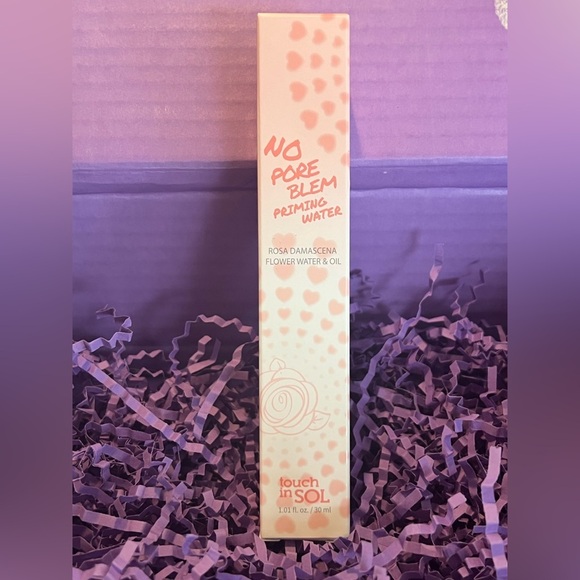 NO
PORE
BLEM
PRIMING
WATER
ROSA DAMASCENA
FLOWER WATER & OIL
touch
in SOL
1.01 fl. oz. / 30 ml